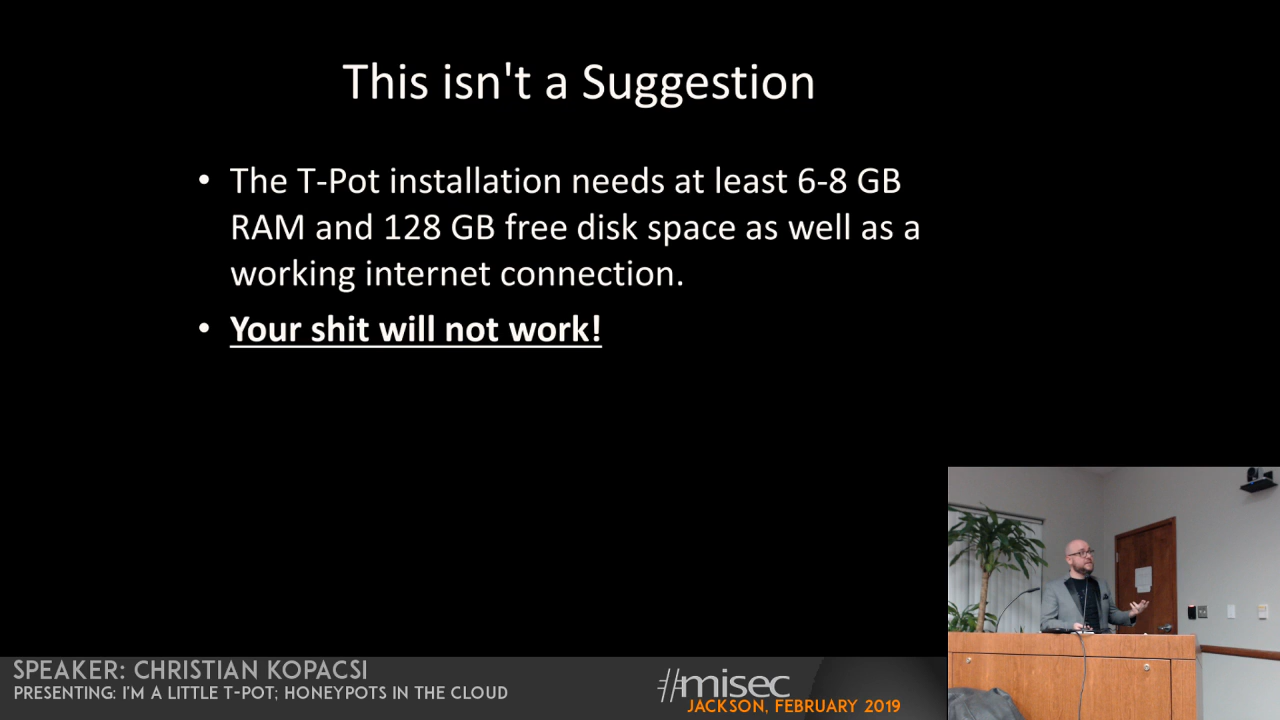 This isn't a Suggestion
• The T-Pot installation needs at least 6-8 GB
RAM and 128 GB free disk space as well as a
working internet connection.
• Your shit will not work!
SPEAKER: CHRISTIAN KOPACSI
PRESENTING: I'M A LITTLE T-POT; HONEYPOTS IN THE CLOUD
#misec
JACKSON, FEBRUARY 2019